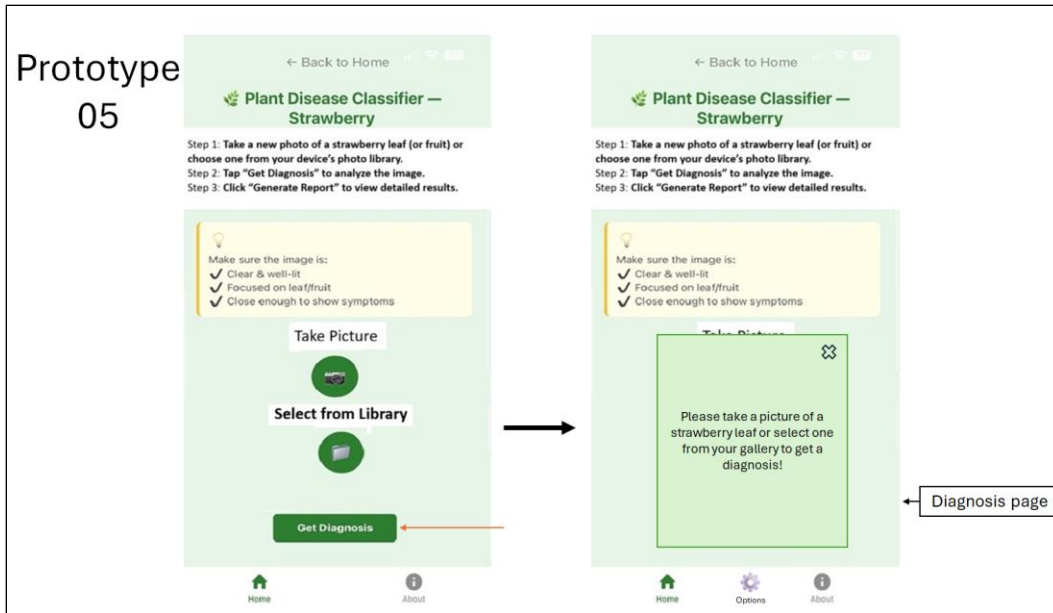 Prototype
05
← Back to Home
Plant Disease Classifier —
Strawberry
Step 1: Take a new photo of a strawberry leaf (or fruit) or
choose one from your device's photo library.
Step 2: Tap "Get Diagnosis" to analyze the image.
Step 3: Click "Generate Report" to view detailed results.
Make sure the image is:
✓ Clear & well-lit
✓ Focused on leaf/fruit
✓ Close enough to show symptoms
Take Picture
Select from Library
Get Diagnosis
Home
About
← Back to Home
Plant Disease Classifier —
Strawberry
Step 1: Take a new photo of a strawberry leaf (or fruit) or
choose one from your device's photo library.
Step 2: Tap "Get Diagnosis" to analyze the image.
Step 3: Click "Generate Report" to view detailed results.
Make sure the image is:
✓ Clear & well-lit
✓ Focused on leaf/fruit
✓ Close enough to show symptoms
Take Picture
Please take a picture of a
strawberry leaf or select one
from your gallery to get a
diagnosis!
Diagnosis page
Home
Options
About